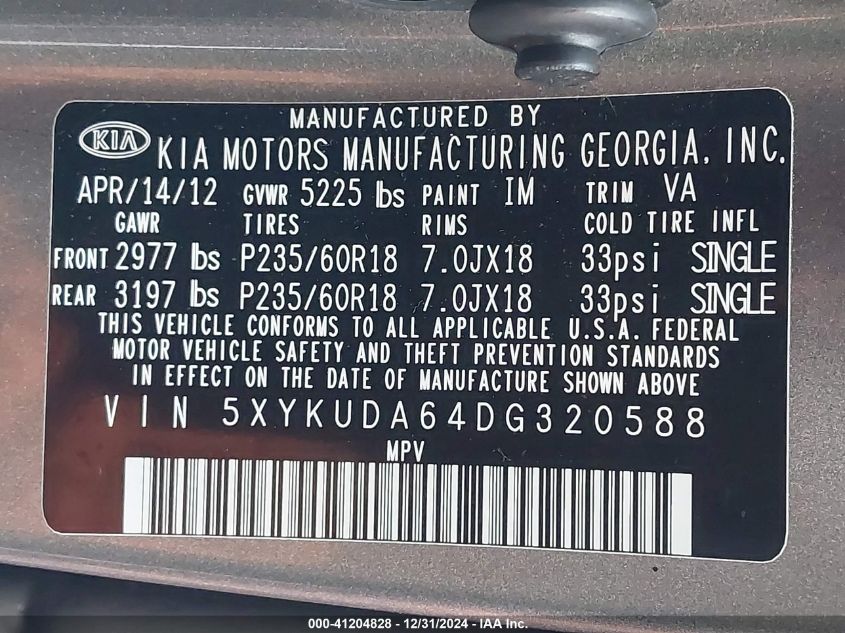 MANUFACTURED BY
KIA KIA MOTORS MANUFACTURING GEORGIA, INC.
APR/14/12 GVWR 5225 lbs PAINT IM TRIM VA
GAWR TIRES RIMS COLD TIRE INFL
FRONT 2977 lbs P235/60R18 7.0JX18 33psi SINGLE
REAR 3197 lbs P235/60R18 7.0JX18 33psi SINGLE
THIS VEHICLE CONFORMS TO ALL APPLICABLE U.S.A. FEDERAL
MOTOR VEHICLE SAFETY AND THEFT PREVENTION STANDARDS
IN EFFECT ON THE DATE OF MANUFACTURE SHOWN ABOVE
VIN 5XYKUDA64DG320588
MPV
000-41204828 - 12/31/2024 - IAA Inc.